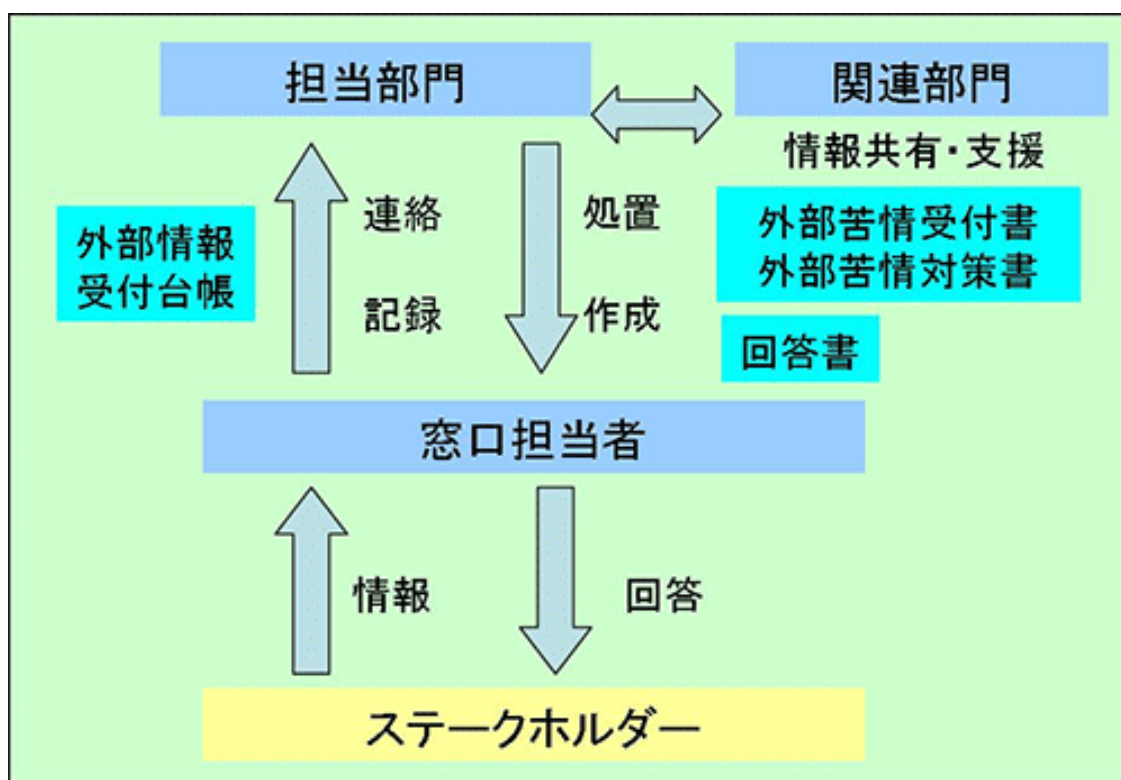 担当部門
関連部門
情報共有・支援
外部情報
受付台帳
連絡
記録
処置
作成
外部苦情受付書
外部苦情対策書
回答書
窓口担当者
情報
回答
ステークホルダー